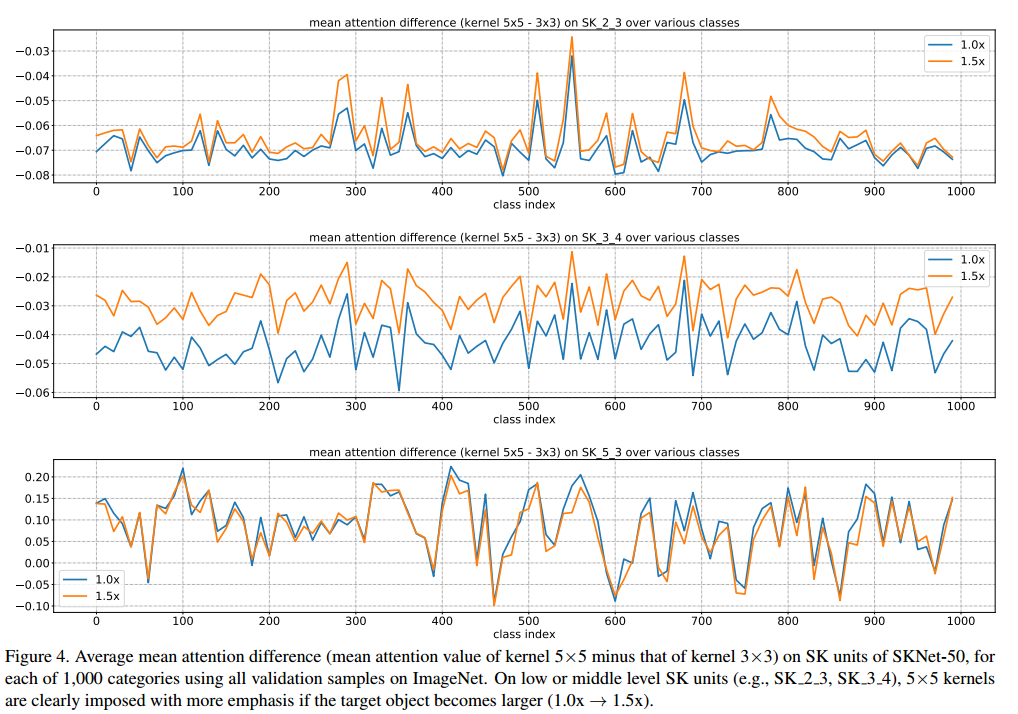 mean attention difference (kernel 5x5 - 3x3) on SK_2_3 over various classes
1.0x
1.5x
−0.03
−0.04
−0.05
−0.06
−0.07
−0.08
0 100 200 300 400 500 600 700 800 900 1000
class index
mean attention difference (kernel 5x5 - 3x3) on SK_3_4 over various classes
1.0x
1.5x
−0.01
−0.02
−0.03
−0.04
−0.05
−0.06
0 100 200 300 400 500 600 700 800 900 1000
class index
mean attention difference (kernel 5x5 - 3x3) on SK_5_3 over various classes
0.20
0.15
0.10
0.05
0.00
−0.05
−0.10
1.0x
1.5x
0 100 200 300 400 500 600 700 800 900 1000
class index
Figure 4. Average mean attention difference (mean attention value of kernel 5×5 minus that of kernel 3×3) on SK units of SKNet-50, for
each of 1,000 categories using all validation samples on ImageNet. On low or middle level SK units (e.g., SK_2_3, SK_3_4), 5×5 kernels
are clearly imposed with more emphasis if the target object becomes larger (1.0x → 1.5x).